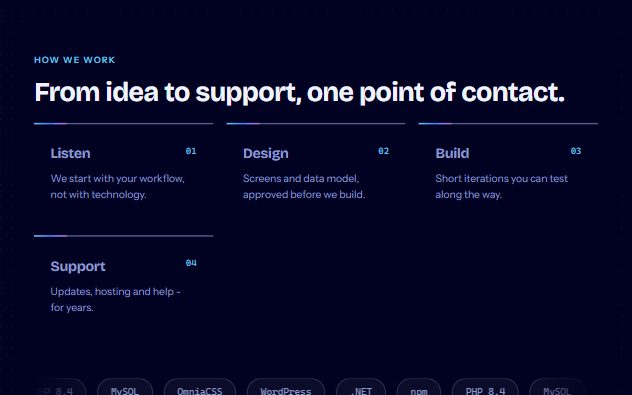 HOW WE WORK
From idea to support, one point of contact.
Listen 01
We start with your workflow,
not with technology.
Design 02
Screens and data model,
approved before we build.
Build 03
Short iterations you can test
along the way.
Support 04
Updates, hosting and help –
for years.
8.4 MySQL OmniaCSS WordPress .NET npm PHP 8.4 MySQL